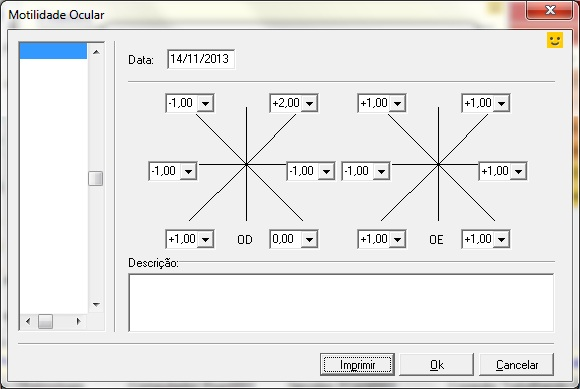 Motilidade Ocular
Data: 14/11/2013
-1,00 +2,00 +1,00 +1,00
-1,00 -1,00 -1,00 +1,00
+1,00 OD 0,00 +1,00 OE +1,00
Descrição:
Imprimir Ok Cancelar